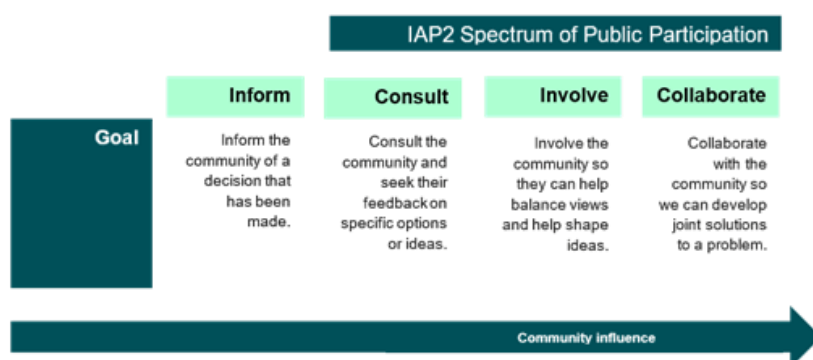 IAP2 Spectrum of Public Participation
Inform
Consult
Involve
Collaborate
Goal
Inform the
community of a
decision that
has been
made.
Consult the
community and
seek their
feedback on
specific options
or ideas.
Involve the
community so
they can help
balance views
and help shape
ideas.
Collaborate
with the
community so
we can develop
joint solutions
to a problem.
Community influence